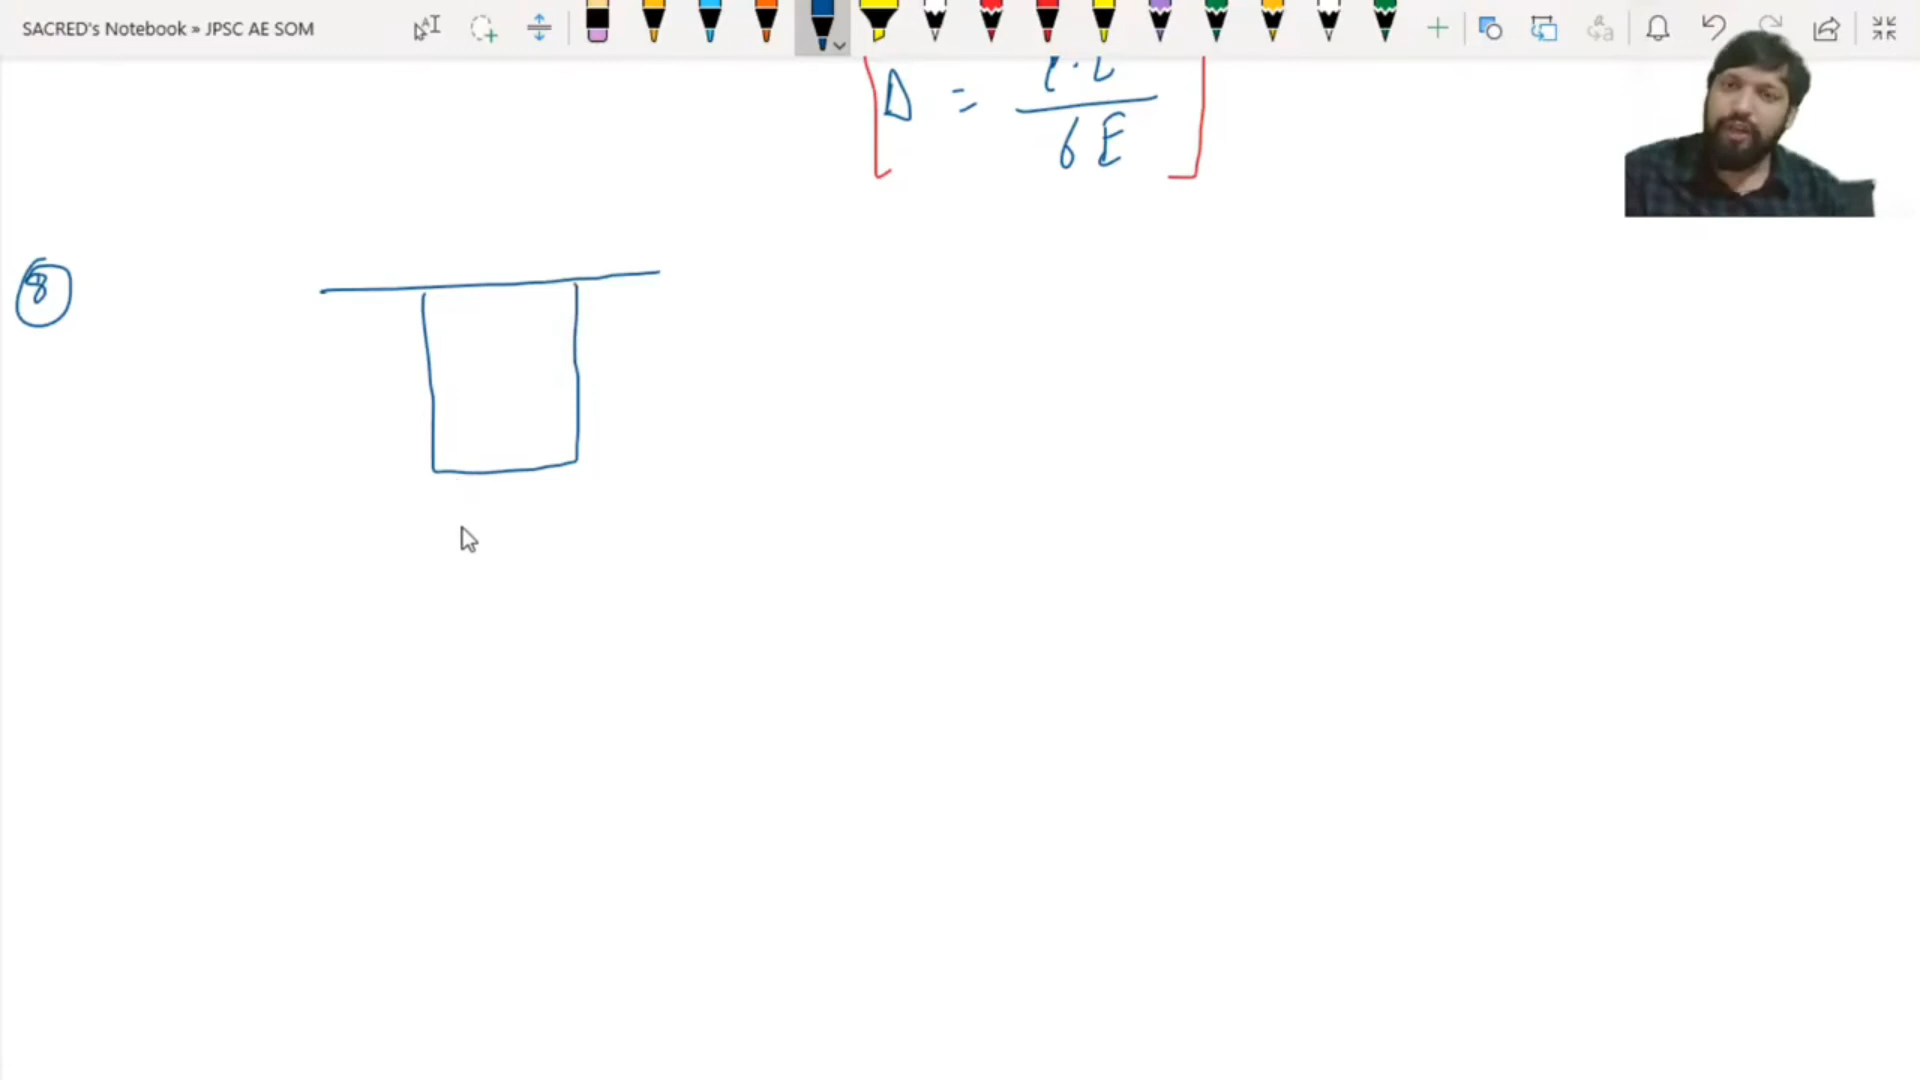 SACRED's Notebook » JPSC AE SOM
Δ = / 6E
8